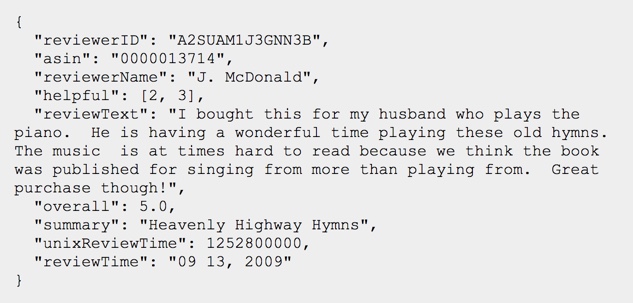 {
  "reviewerID": "A2SUAM1J3GNN3B",
  "asin": "0000013714",
  "reviewerName": "J. McDonald",
  "helpful": [2, 3],
  "reviewText": "I bought this for my husband who plays the
piano.  He is having a wonderful time playing these old hymns.
The music  is at times hard to read because we think the book
was published for singing from more than playing from.  Great
purchase though!",
  "overall": 5.0,
  "summary": "Heavenly Highway Hymns",
  "unixReviewTime": 1252800000,
  "reviewTime": "09 13, 2009"
}